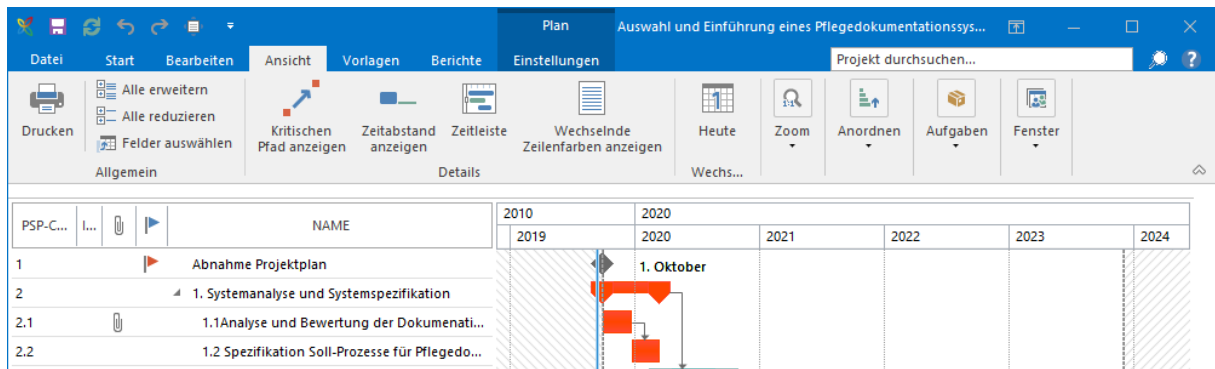 Plan
Auswahl und Einführung eines Pflegedokumentationssys...
Datei Start Bearbeiten Ansicht Vorlagen Berichte Einstellungen Projekt durchsuchen... ?
Drucken
Alle erweitern
Alle reduzieren
Felder auswählen
Allgemein
Kritischen
Pfad anzeigen
Zeitabstand
anzeigen
Zeitleiste
Wechselnde
Zeilenfarben anzeigen
Details
Heute
Wechs...
1:1
Zoom
Anordnen
Aufgaben
Fenster
PSP-C... I... NAME
2010 2020
2019 2020 2021 2022 2023 2024
1 Abnahme Projektplan 1. Oktober
2 1. Systemanalyse und Systemspezifikation
2.1 1.1Analyse und Bewertung der Dokumenati...
2.2 1.2 Spezifikation Soll-Prozesse für Pflegedo...